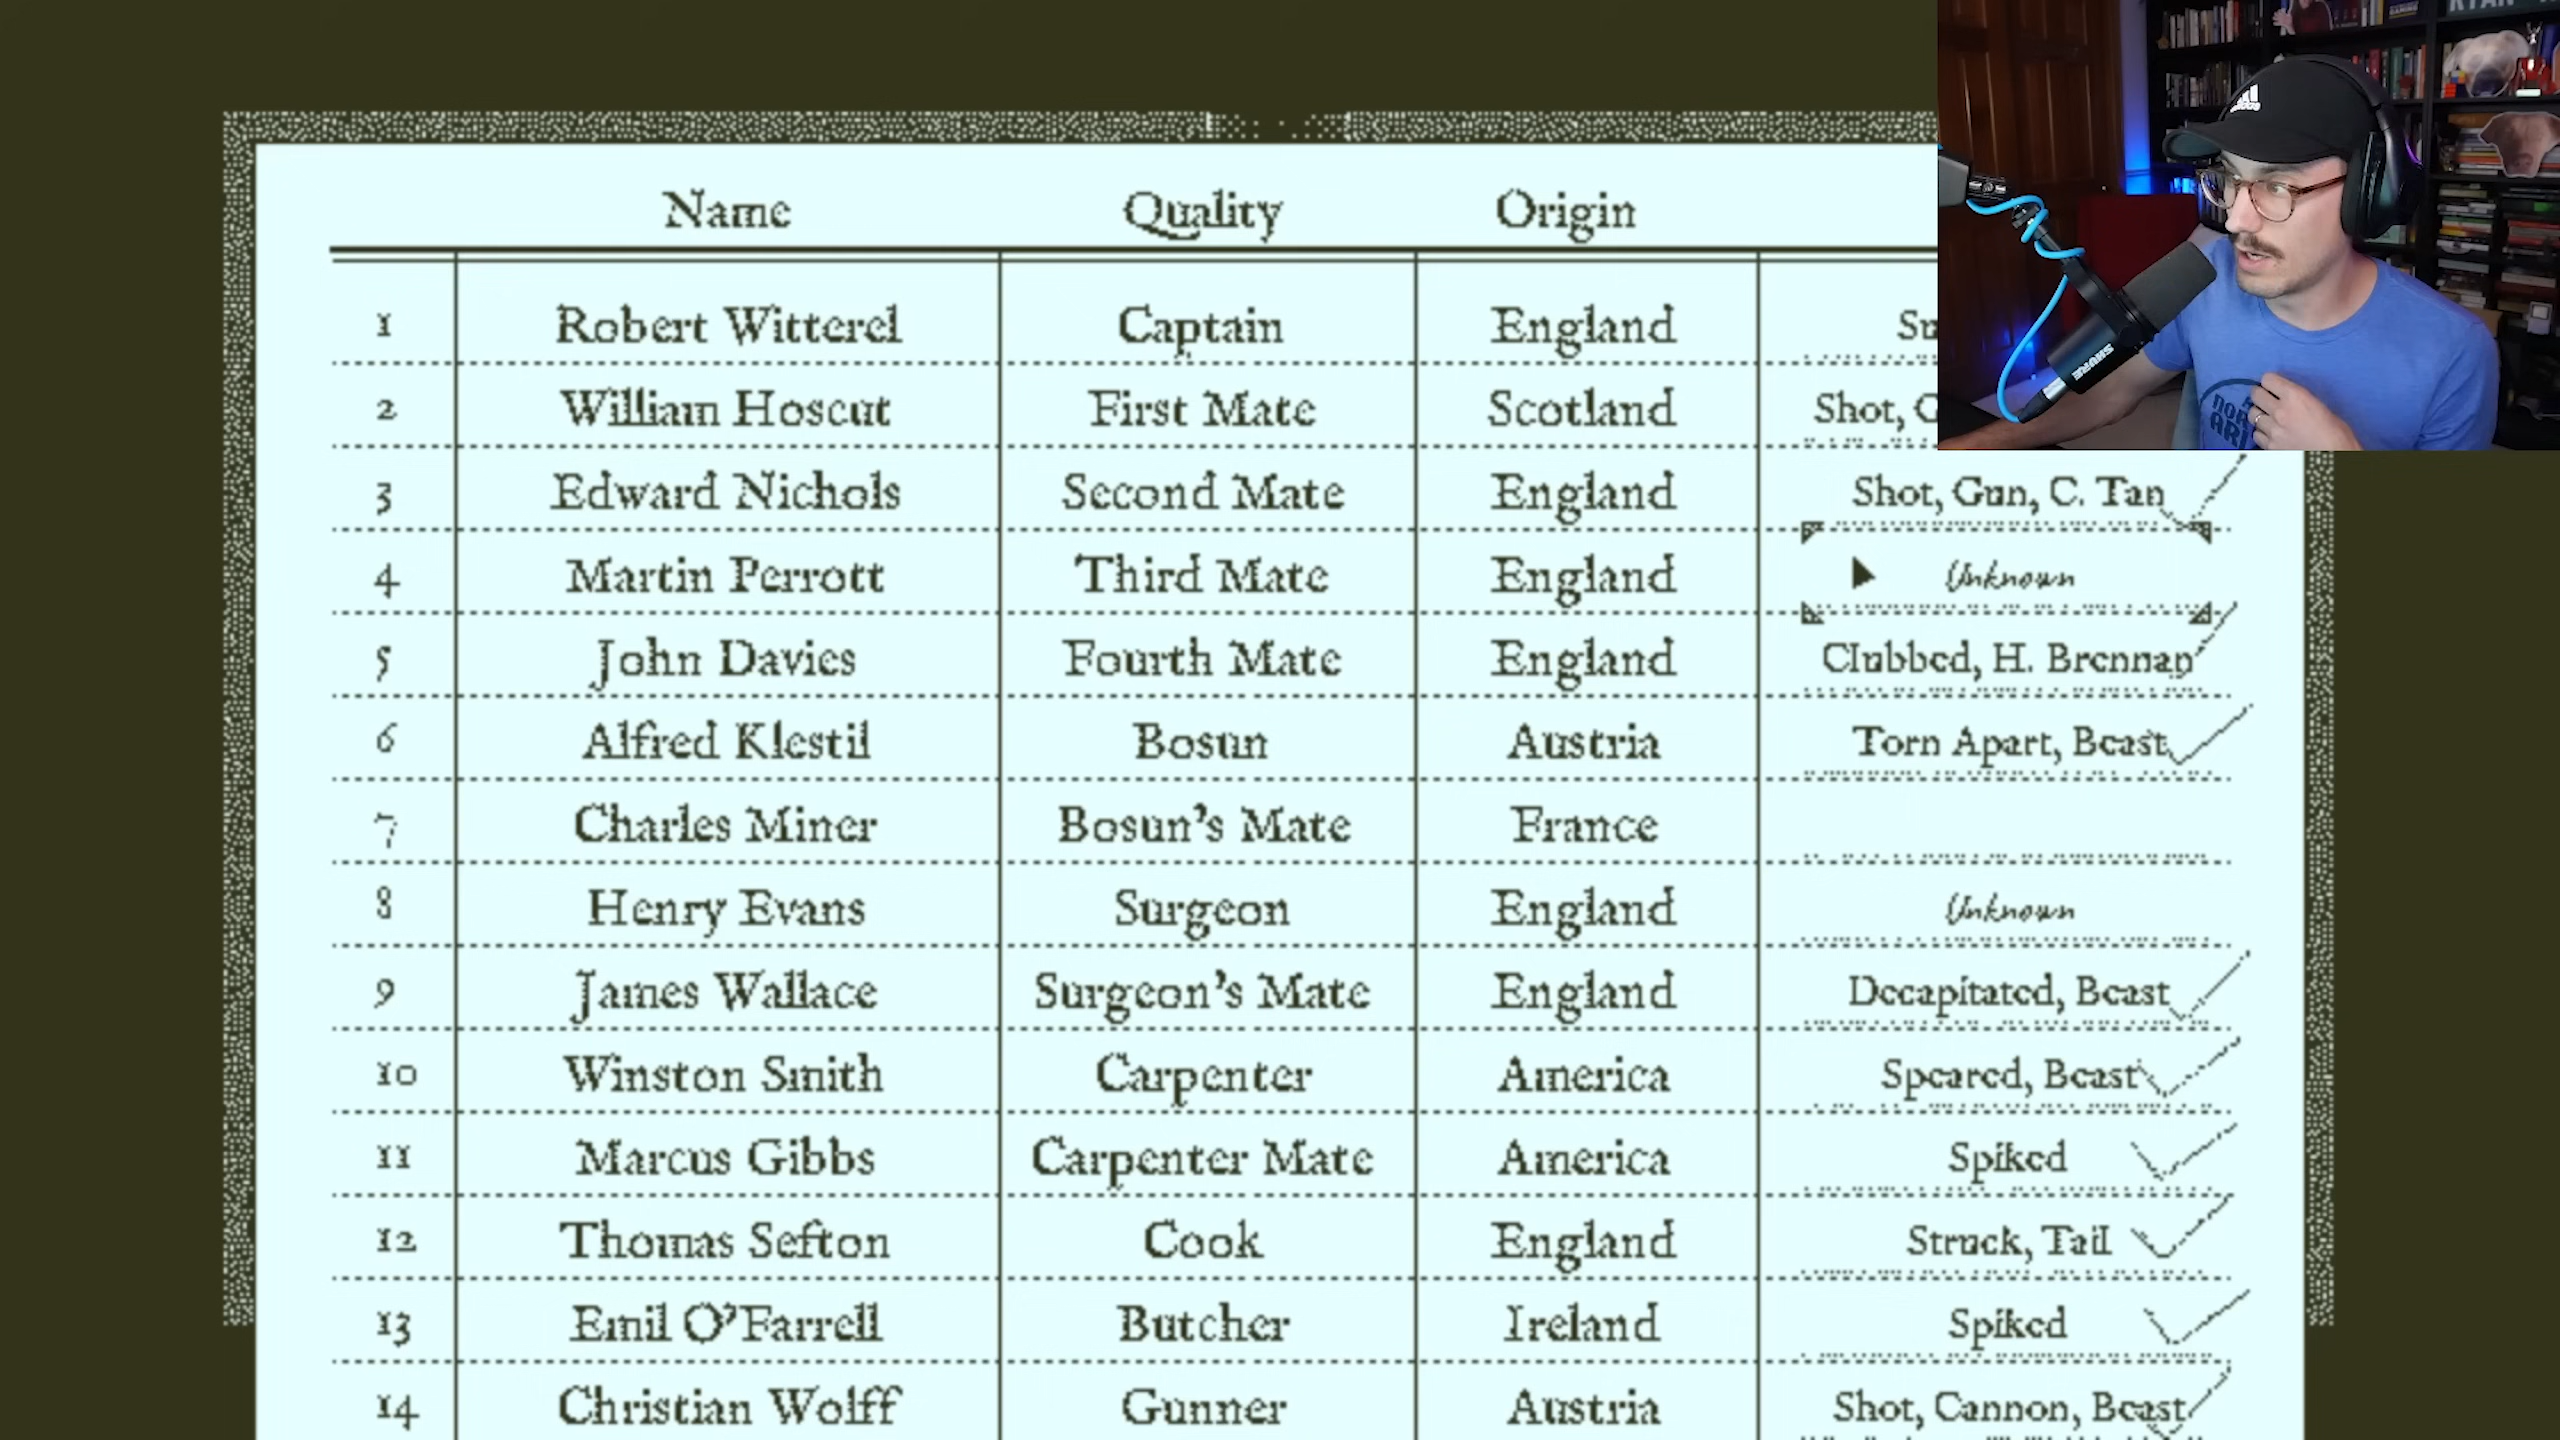 Name Quality Origin
1 Robert Witterel Captain England
2 William Hoscut First Mate Scotland Shot,
3 Edward Nichols Second Mate England Shot, Gun, C. Tan
4 Martin Perrott Third Mate England Unknown
5 John Davies Fourth Mate England Clubbed, H. Brennan
6 Alfred Klestil Bosun Austria Torn Apart, Beast
7 Charles Miner Bosun's Mate France
8 Henry Evans Surgeon England Unknown
9 James Wallace Surgeon's Mate England Decapitated, Beast
10 Winston Smith Carpenter America Speared, Beast
11 Marcus Gibbs Carpenter Mate America Spiked
12 Thomas Sefton Cook England Struck, Tail
13 Emil O'Farrell Butcher Ireland Spiked
14 Christian Wolff Gunner Austria Shot, Cannon, Beast
SHURE